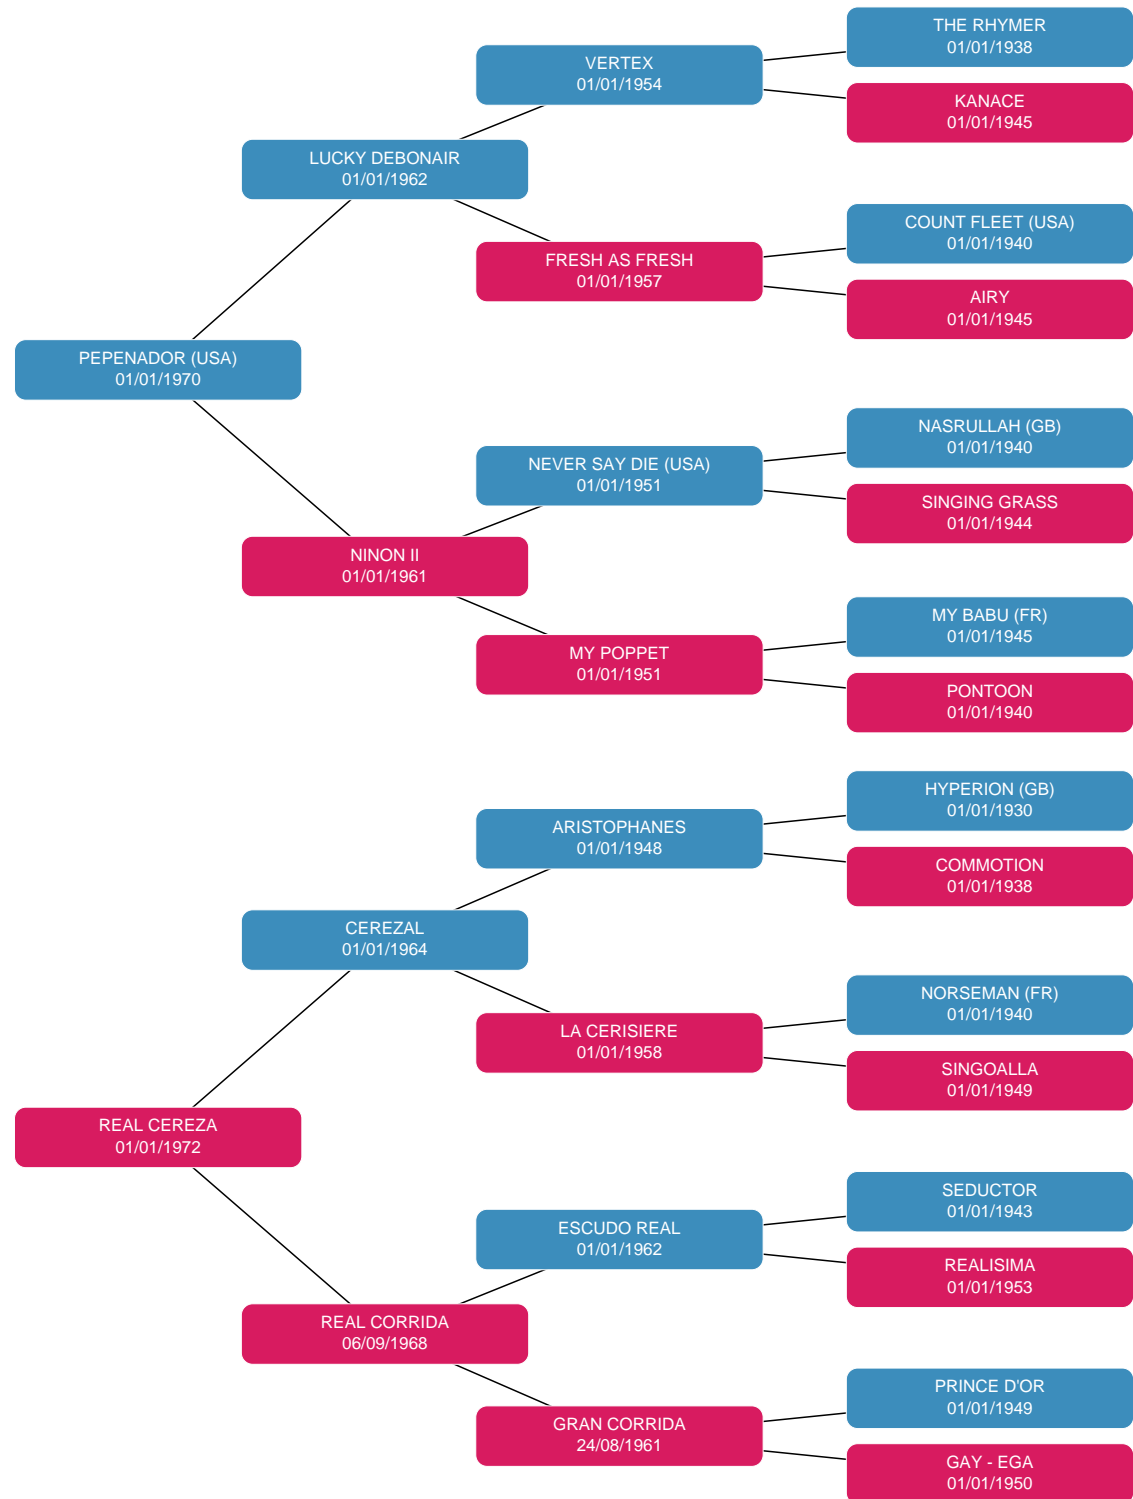 THE RHYMER
01/01/1938
VERTEX
01/01/1954
KANACE
01/01/1945
LUCKY DEBONAIR
01/01/1962
COUNT FLEET (USA)
01/01/1940
FRESH AS FRESH
01/01/1957
AIRY
01/01/1945
PEPENADOR (USA)
01/01/1970
NASRULLAH (GB)
01/01/1940
NEVER SAY DIE (USA)
01/01/1951
SINGING GRASS
01/01/1944
NINON II
01/01/1961
MY BABU (FR)
01/01/1945
MY POPPET
01/01/1951
PONTOON
01/01/1940
HYPERION (GB)
01/01/1930
ARISTOPHANES
01/01/1948
COMMOTION
01/01/1938
CEREZAL
01/01/1964
NORSEMAN (FR)
01/01/1940
LA CERISIERE
01/01/1958
SINGOALLA
01/01/1949
REAL CEREZA
01/01/1972
SEDUCTOR
01/01/1943
ESCUDO REAL
01/01/1962
REALISIMA
01/01/1953
REAL CORRIDA
06/09/1968
PRINCE D'OR
01/01/1949
GRAN CORRIDA
24/08/1961
GAY - EGA
01/01/1950